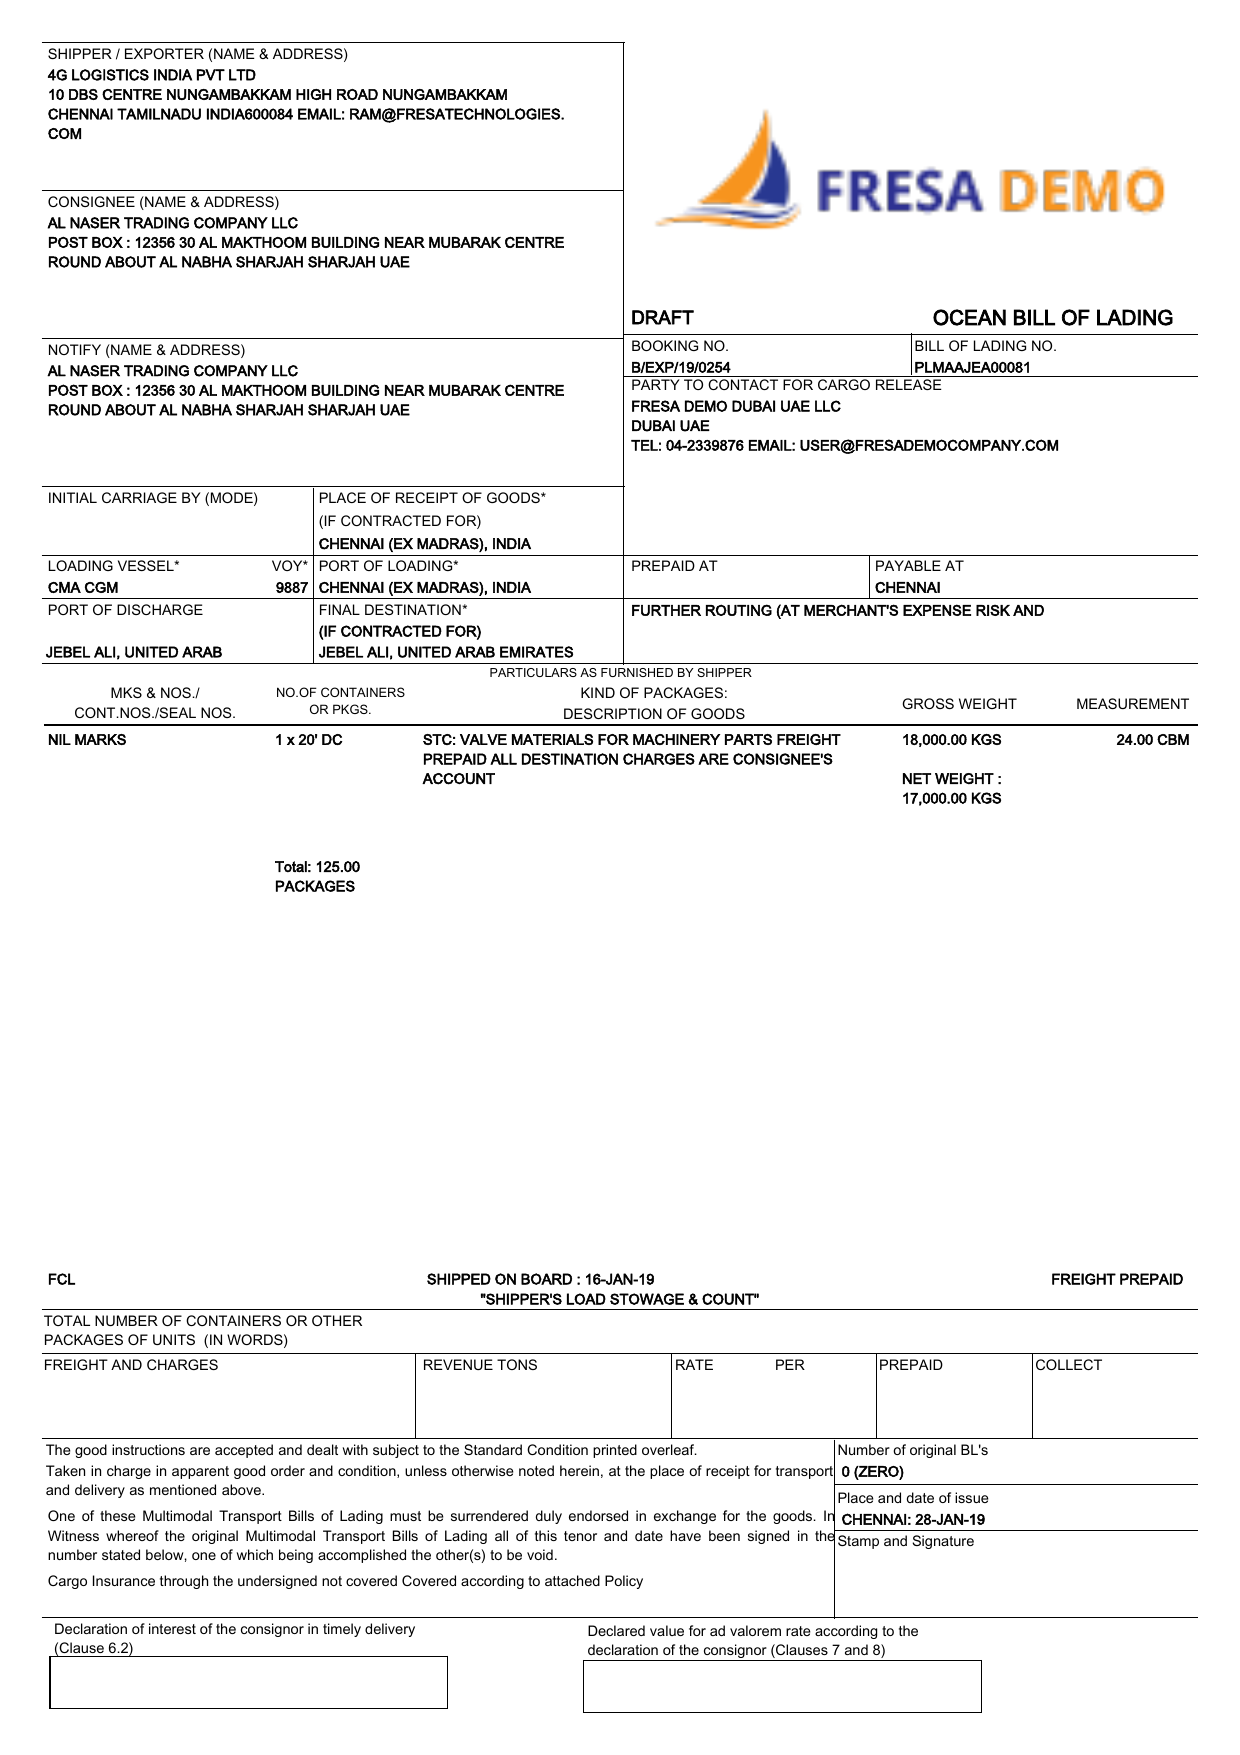 SHIPPER / EXPORTER (NAME & ADDRESS)
4G LOGISTICS INDIA PVT LTD
10 DBS CENTRE NUNGAMBAKKAM HIGH ROAD NUNGAMBAKKAM
CHENNAI TAMILNADU INDIA600084 EMAIL: RAM@FRESATECHNOLOGIES.
COM
FRESA DEMO
CONSIGNEE (NAME & ADDRESS)
AL NASER TRADING COMPANY LLC
POST BOX : 12356 30 AL MAKTHOOM BUILDING NEAR MUBARAK CENTRE
ROUND ABOUT AL NABHA SHARJAH SHARJAH UAE
DRAFT OCEAN BILL OF LADING
NOTIFY (NAME & ADDRESS)
AL NASER TRADING COMPANY LLC
POST BOX : 12356 30 AL MAKTHOOM BUILDING NEAR MUBARAK CENTRE
ROUND ABOUT AL NABHA SHARJAH SHARJAH UAE
BOOKING NO. BILL OF LADING NO.
B/EXP/19/0254 PLMAAJEA00081
PARTY TO CONTACT FOR CARGO RELEASE
FRESA DEMO DUBAI UAE LLC
DUBAI UAE
TEL: 04-2339876 EMAIL: USER@FRESADEMOCOMPANY.COM
INITIAL CARRIAGE BY (MODE) PLACE OF RECEIPT OF GOODS*
(IF CONTRACTED FOR)
CHENNAI (EX MADRAS), INDIA
LOADING VESSEL* VOY* PORT OF LOADING* PREPAID AT PAYABLE AT
CMA CGM 9887 CHENNAI (EX MADRAS), INDIA CHENNAI
PORT OF DISCHARGE FINAL DESTINATION* FURTHER ROUTING (AT MERCHANT'S EXPENSE RISK AND
(IF CONTRACTED FOR)
JEBEL ALI, UNITED ARAB JEBEL ALI, UNITED ARAB EMIRATES
PARTICULARS AS FURNISHED BY SHIPPER
MKS & NOS./ NO.OF CONTAINERS KIND OF PACKAGES: GROSS WEIGHT MEASUREMENT
CONT.NOS./SEAL NOS. OR PKGS. DESCRIPTION OF GOODS
NIL MARKS 1 x 20' DC STC: VALVE MATERIALS FOR MACHINERY PARTS FREIGHT 18,000.00 KGS 24.00 CBM
PREPAID ALL DESTINATION CHARGES ARE CONSIGNEE'S
ACCOUNT NET WEIGHT :
17,000.00 KGS
Total: 125.00
PACKAGES
FCL SHIPPED ON BOARD : 16-JAN-19 FREIGHT PREPAID
"SHIPPER'S LOAD STOWAGE & COUNT"
TOTAL NUMBER OF CONTAINERS OR OTHER
PACKAGES OF UNITS (IN WORDS)
FREIGHT AND CHARGES REVENUE TONS RATE PER PREPAID COLLECT
The good instructions are accepted and dealt with subject to the Standard Condition printed overleaf.
Taken in charge in apparent good order and condition, unless otherwise noted herein, at the place of receipt for transport
and delivery as mentioned above.
One of these Multimodal Transport Bills of Lading must be surrendered duly endorsed in exchange for the goods. In
Witness whereof the original Multimodal Transport Bills of Lading all of this tenor and date have been signed in the
number stated below, one of which being accomplished the other(s) to be void.
Cargo Insurance through the undersigned not covered Covered according to attached Policy
Number of original BL's
0 (ZERO)
Place and date of issue
CHENNAI: 28-JAN-19
Stamp and Signature
Declaration of interest of the consignor in timely delivery
(Clause 6.2)
Declared value for ad valorem rate according to the
declaration of the consignor (Clauses 7 and 8)